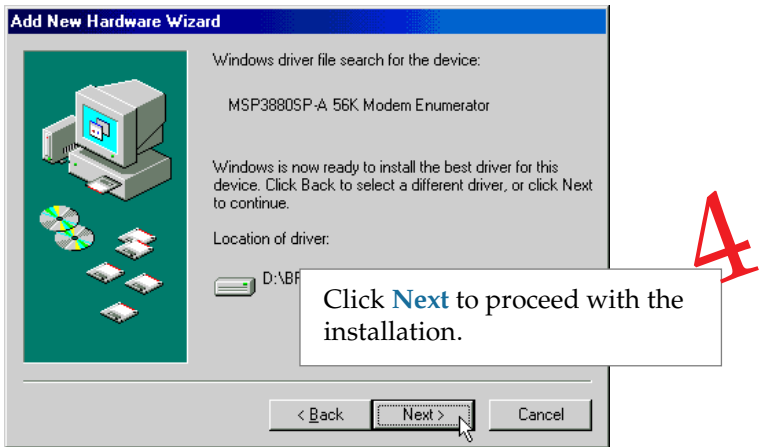 Add New Hardware Wizard
Windows driver file search for the device:
MSP3880SP-A 56K Modem Enumerator
Windows is now ready to install the best driver for this
device. Click Back to select a different driver, or click Next
to continue.
Location of driver:
4
Click Next to proceed with the
installation.
< Back Next > Cancel